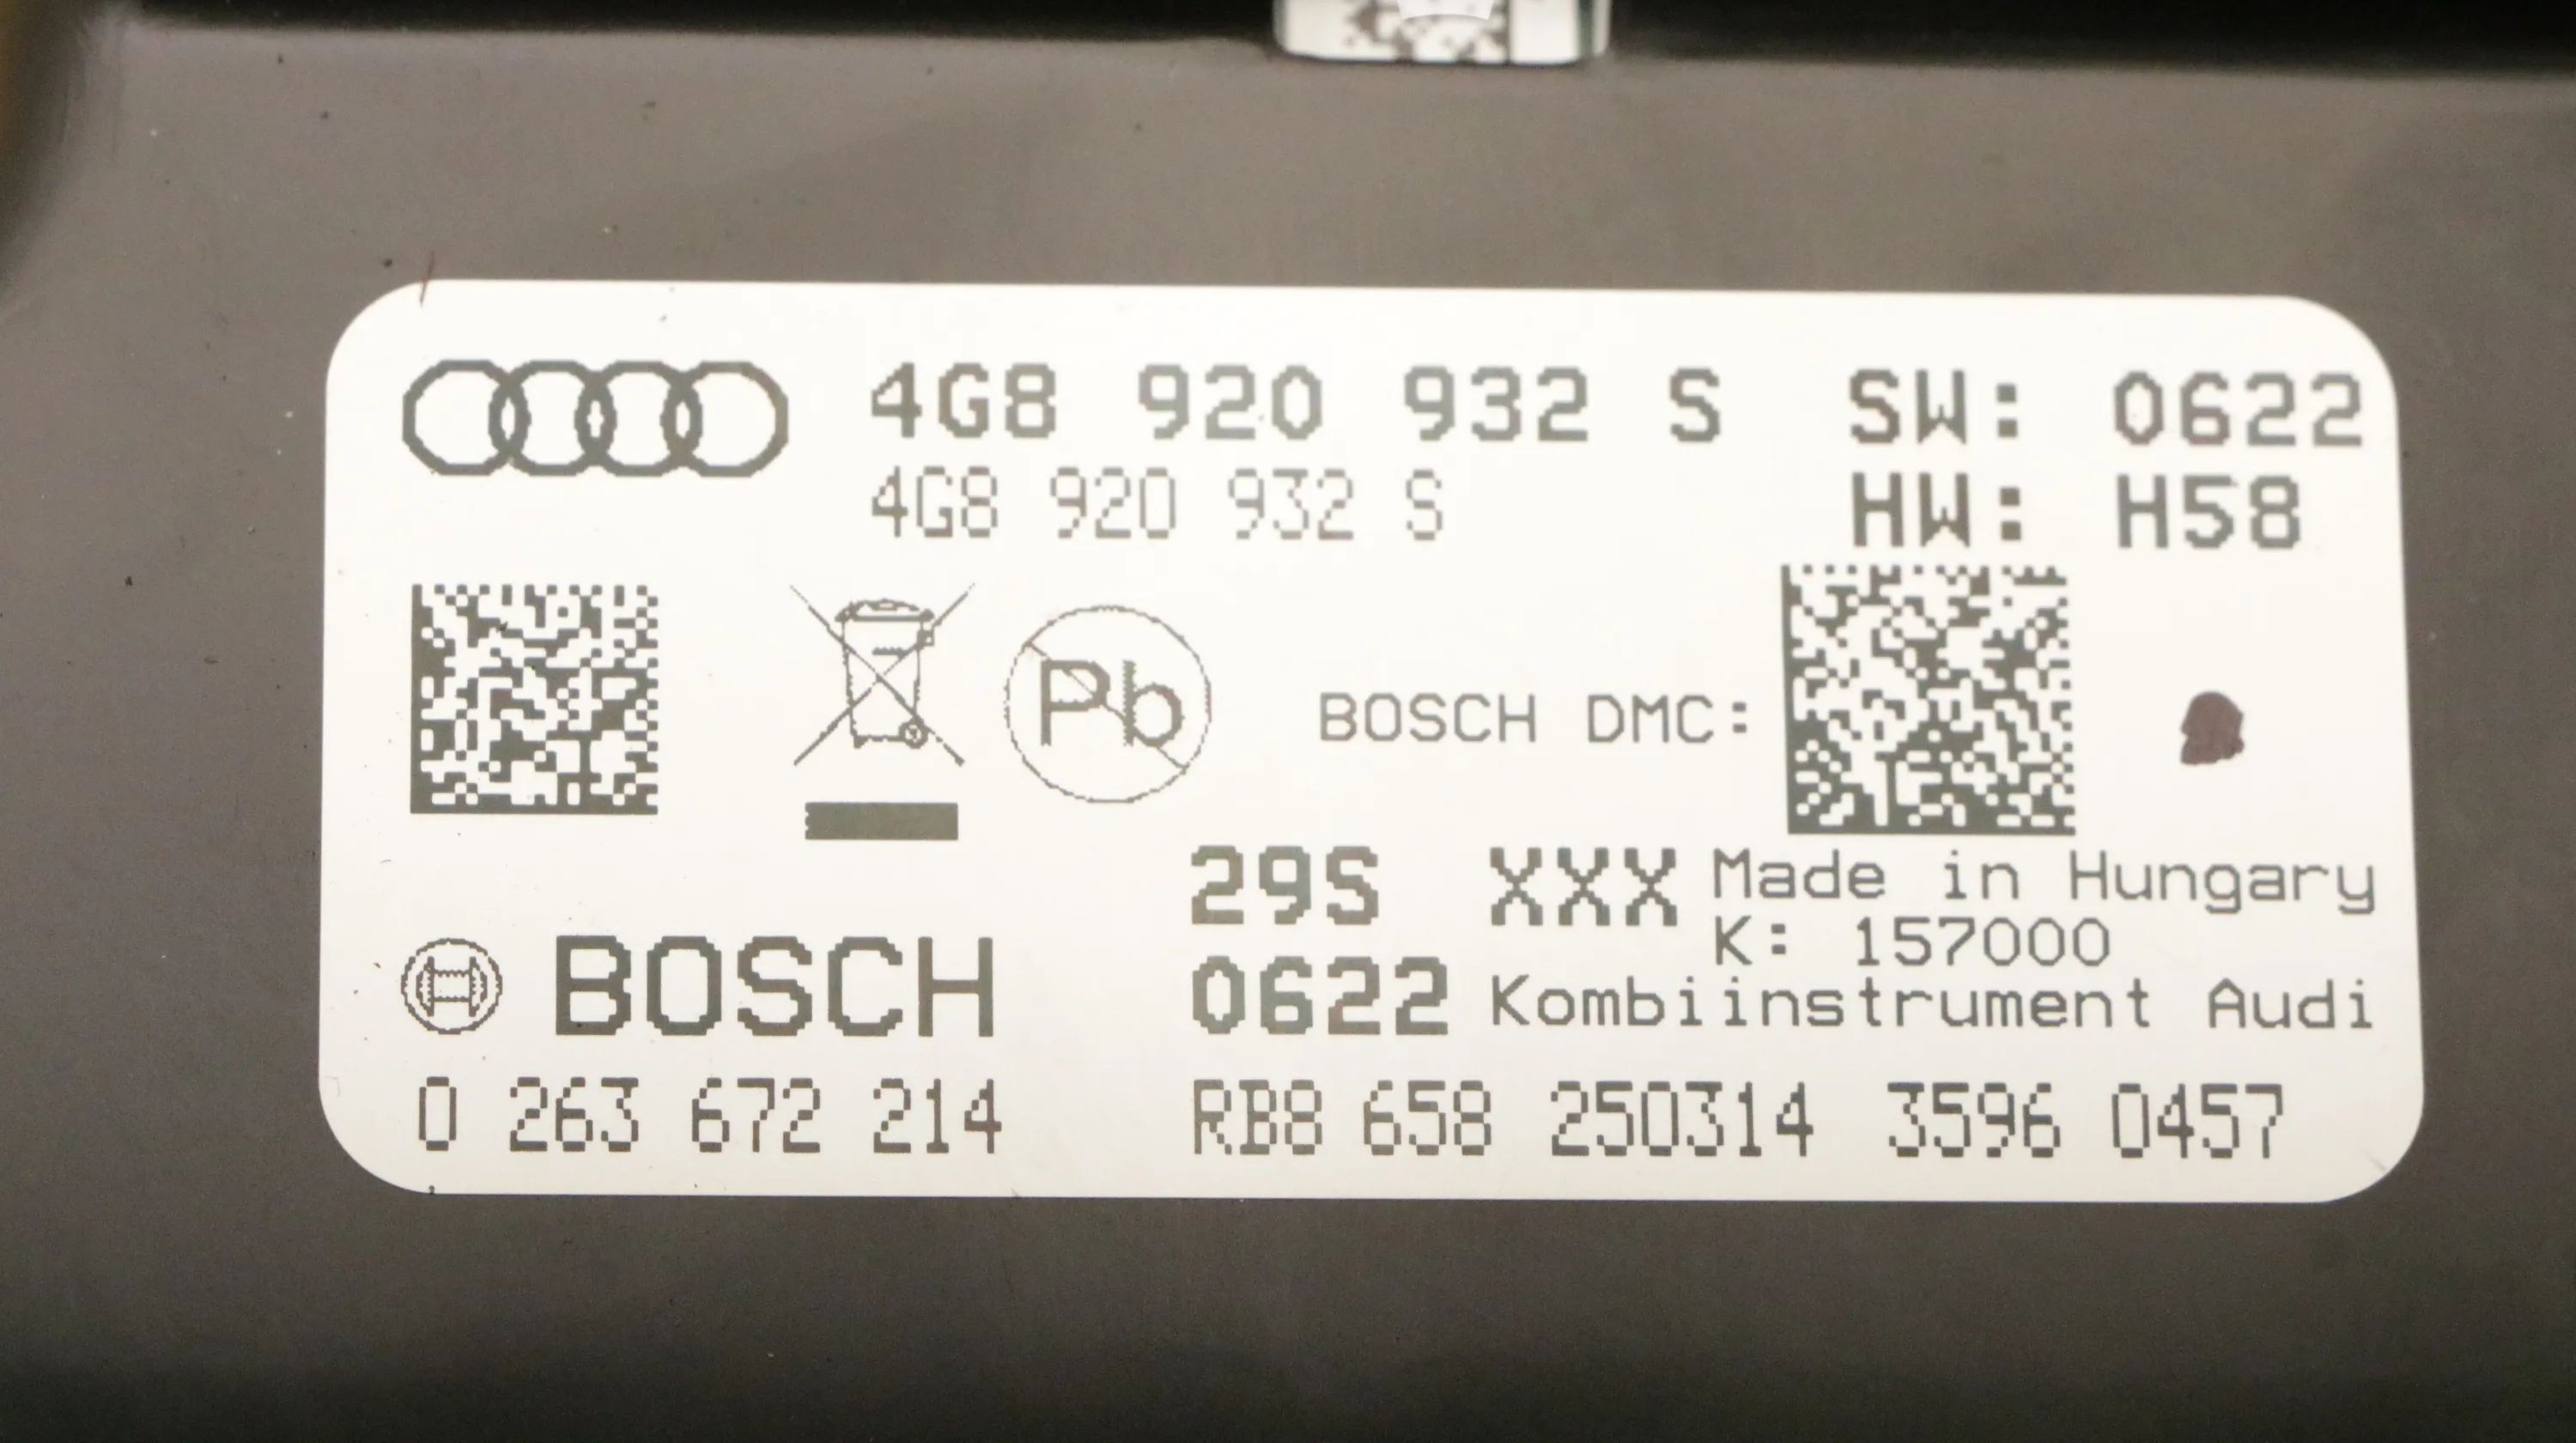 4G8 920 932 S SW: 0622
4G8 920 932 S HW: H58
Pb
BOSCH DMC:
29S XXX Made in Hungary
K: 157000
BOSCH 0622 Kombiinstrument Audi
0 263 672 214 RB8 658 250314 3596 0457